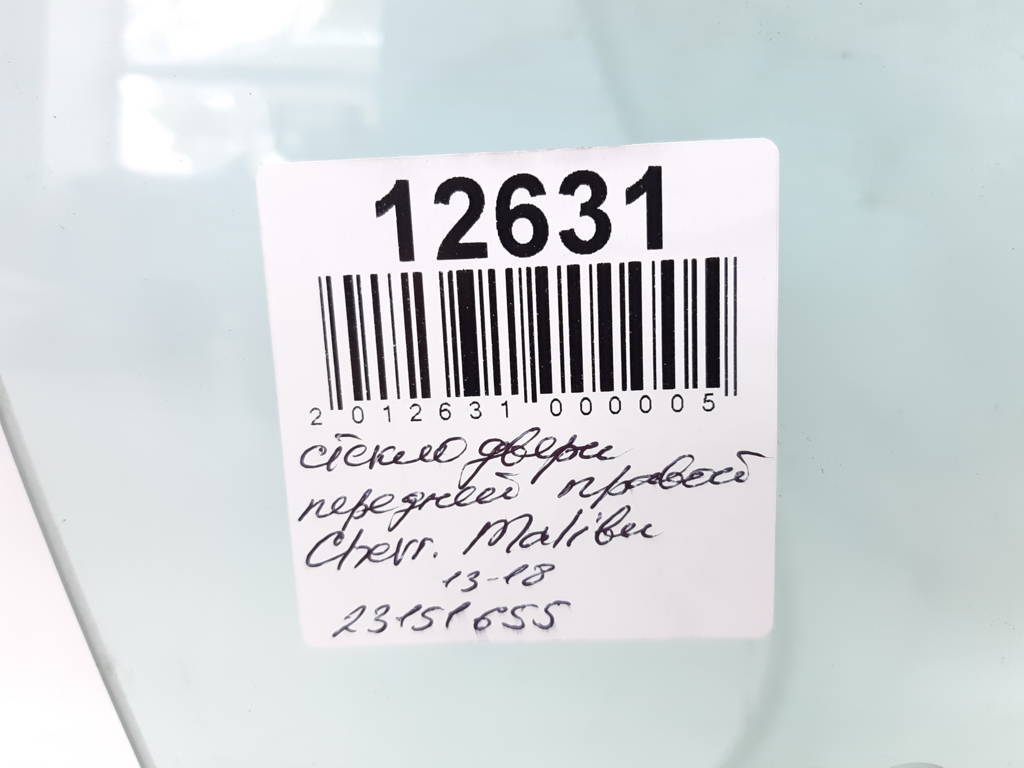 12631
2 012631 000005
стекло двери
передней правой
Chevr. Malibu
13-18
23151655